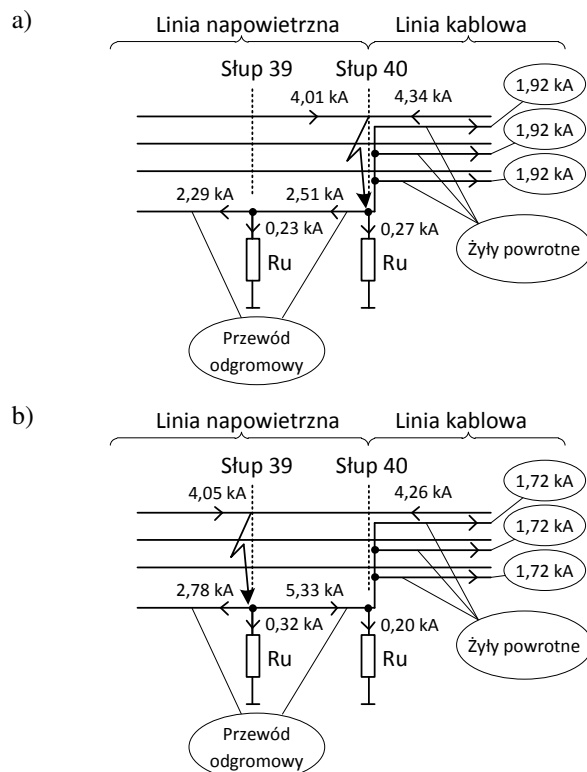 a)
Linia napowietrzna Linia kablowa
Słup 39 Słup 40
4,01 kA 4,34 kA
1,92 kA
1,92 kA
1,92 kA
2,29 kA 2,51 kA
0,23 kA 0,27 kA
Ru Ru
Żyły powrotne
Przewód
odgromowy
b)
Linia napowietrzna Linia kablowa
Słup 39 Słup 40
4,05 kA 4,26 kA
1,72 kA
1,72 kA
1,72 kA
2,78 kA 5,33 kA
0,32 kA 0,20 kA
Ru Ru
Żyły powrotne
Przewód
odgromowy